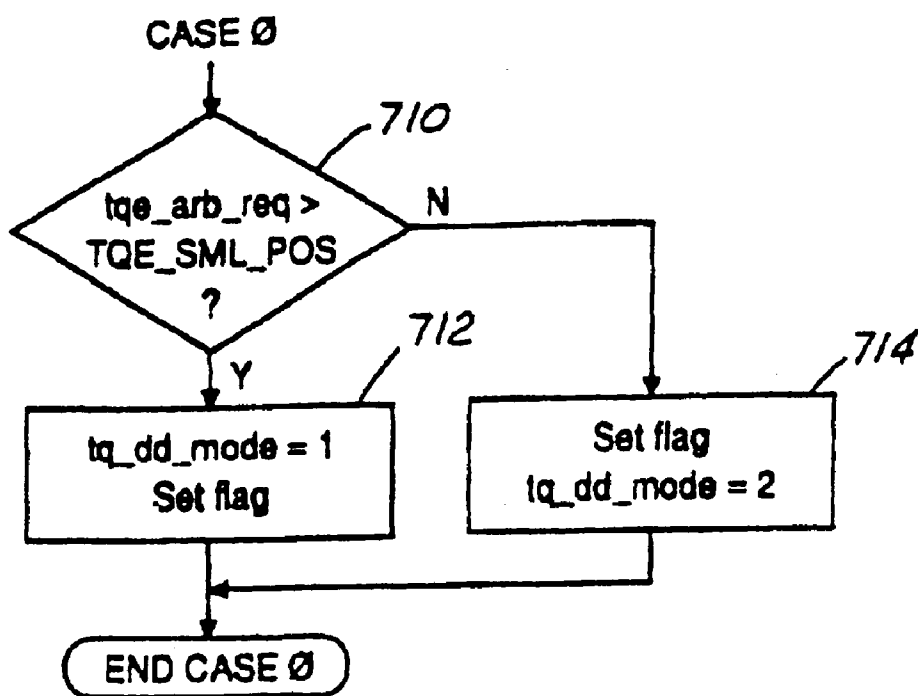 CASE Ø
710
tqe_arb_req >
TQE_SML_POS
?
N
Y
712
tq_dd_mode = 1
Set flag
714
Set flag
tq_dd_mode = 2
END CASE Ø